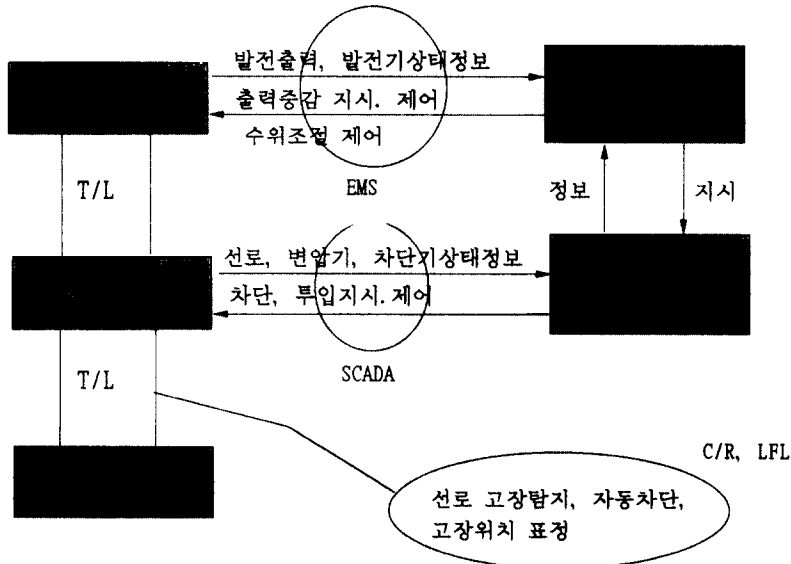 발전출력, 발전기상태정보
출력증감 지시. 제어
수위조절 제어
EMS
T/L
정보
지시
선로, 변압기, 차단기상태정보
차단, 투입지시.제어
SCADA
T/L
C/R, LFL
선로 고장탐지, 자동차단,
고장위치 표정